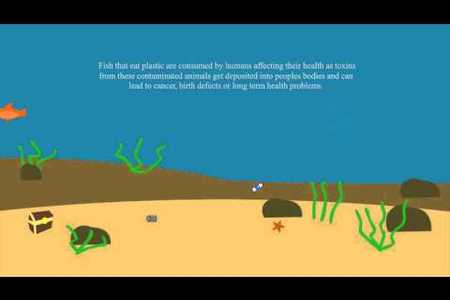 Fish that eat plastic are consumed by humans affecting their health as toxins
from these contaminated animals get deposited into peoples bodies and can
lead to cancer, birth defects or long term health problems.